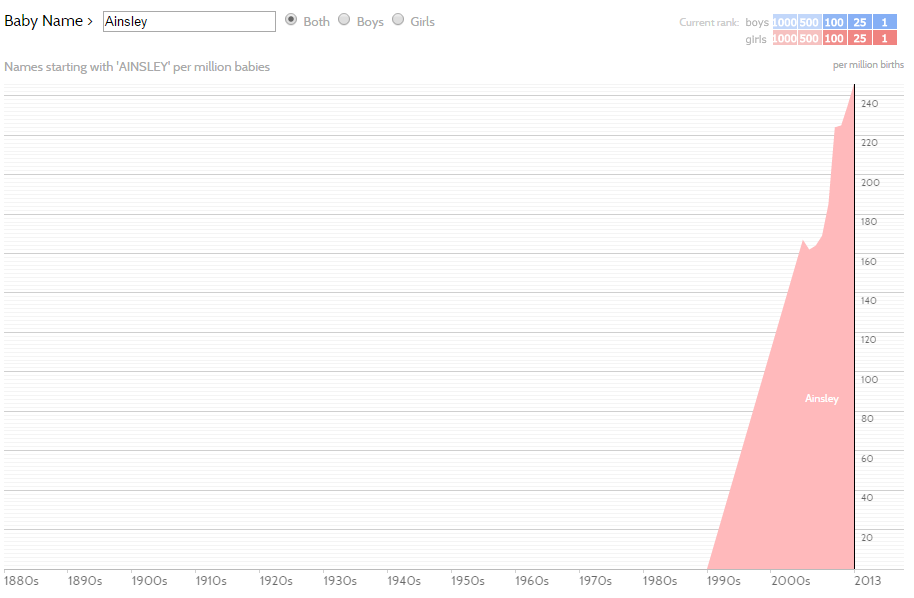 Baby Name > Ainsley Both Boys Girls
Current rank: boys 1000 500 100 25 1
girls 1000 500 100 25 1
Names starting with 'AINSLEY' per million babies
per million births
240
220
200
180
160
140
120
100
Ainsley
80
60
40
20
1880s 1890s 1900s 1910s 1920s 1930s 1940s 1950s 1960s 1970s 1980s 1990s 2000s 2013